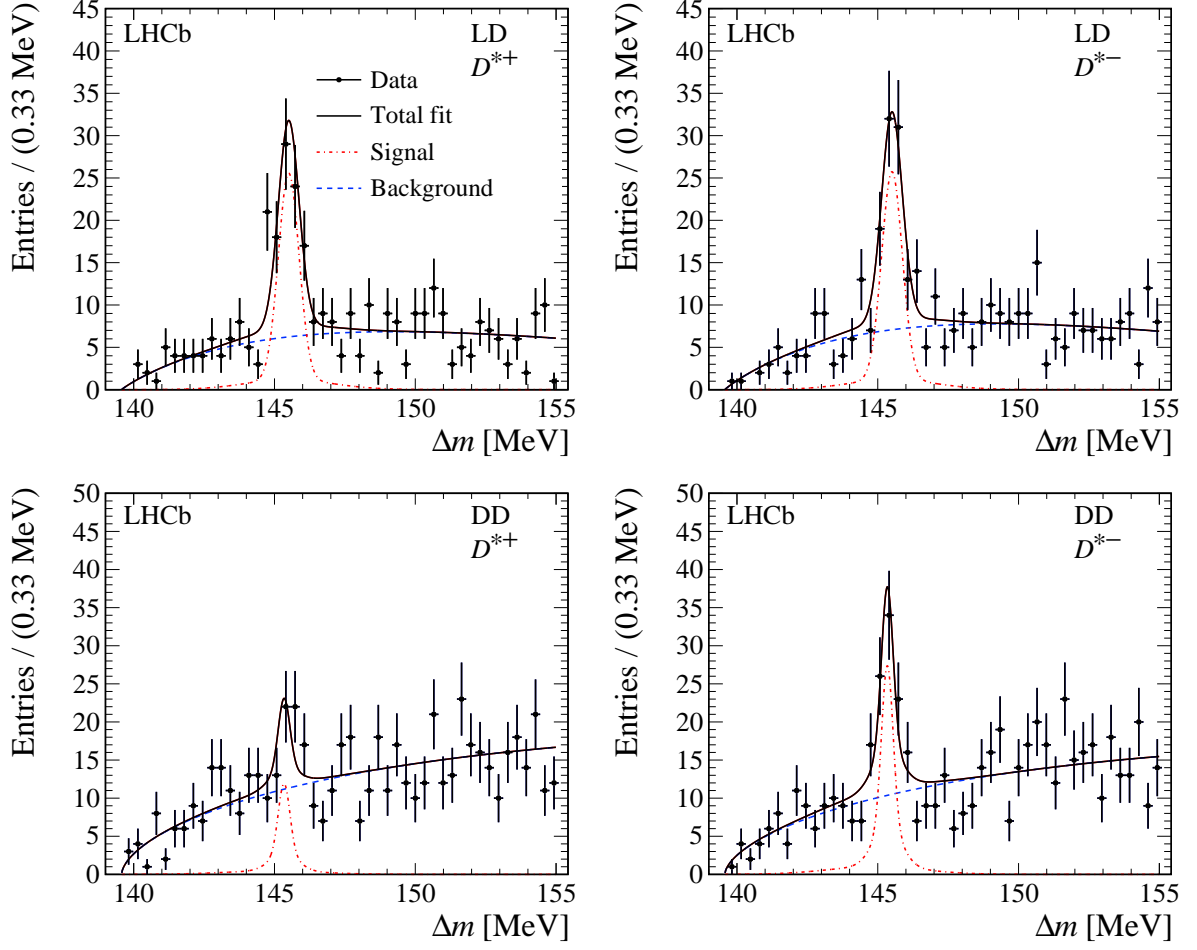 Entries / (0.33 MeV)
45
40
35
30
25
20
15
10
5
0
LHCb
LD
D*+
Data
Total fit
Signal
Background
140
145
150
155
Δm [MeV]
Entries / (0.33 MeV)
45
40
35
30
25
20
15
10
5
0
LHCb
LD
D*−
140
145
150
155
Δm [MeV]
Entries / (0.33 MeV)
50
45
40
35
30
25
20
15
10
5
0
LHCb
DD
D*+
140
145
150
155
Δm [MeV]
Entries / (0.33 MeV)
50
45
40
35
30
25
20
15
10
5
0
LHCb
DD
D*−
140
145
150
155
Δm [MeV]